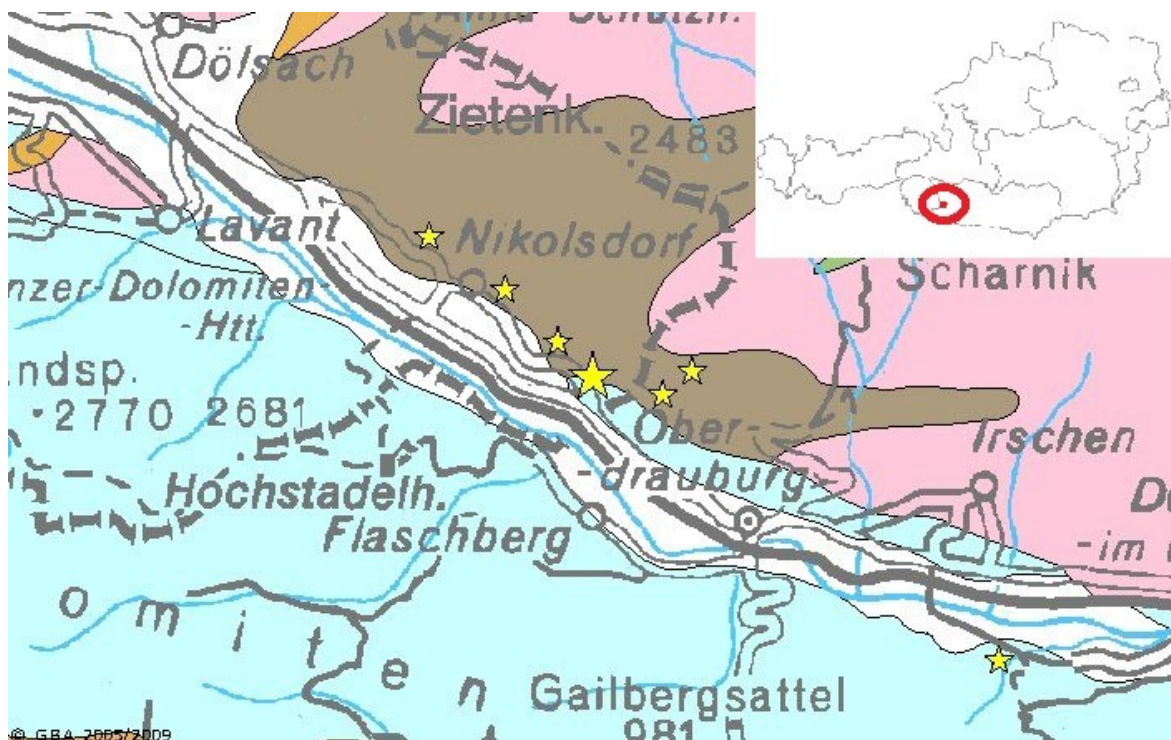 Dölsach
Zietenk.
2483
Lavant
Nikolsdorf
Scharnik
nzer-Dolomiten-
-Htt.
ndsp.
·2770 2681
Ober-
Irschen
Höchstadelh.
-drauburg
Flaschberg
-im
o m i t e n
Gailbergsattel
981
© GBA 2005/2009